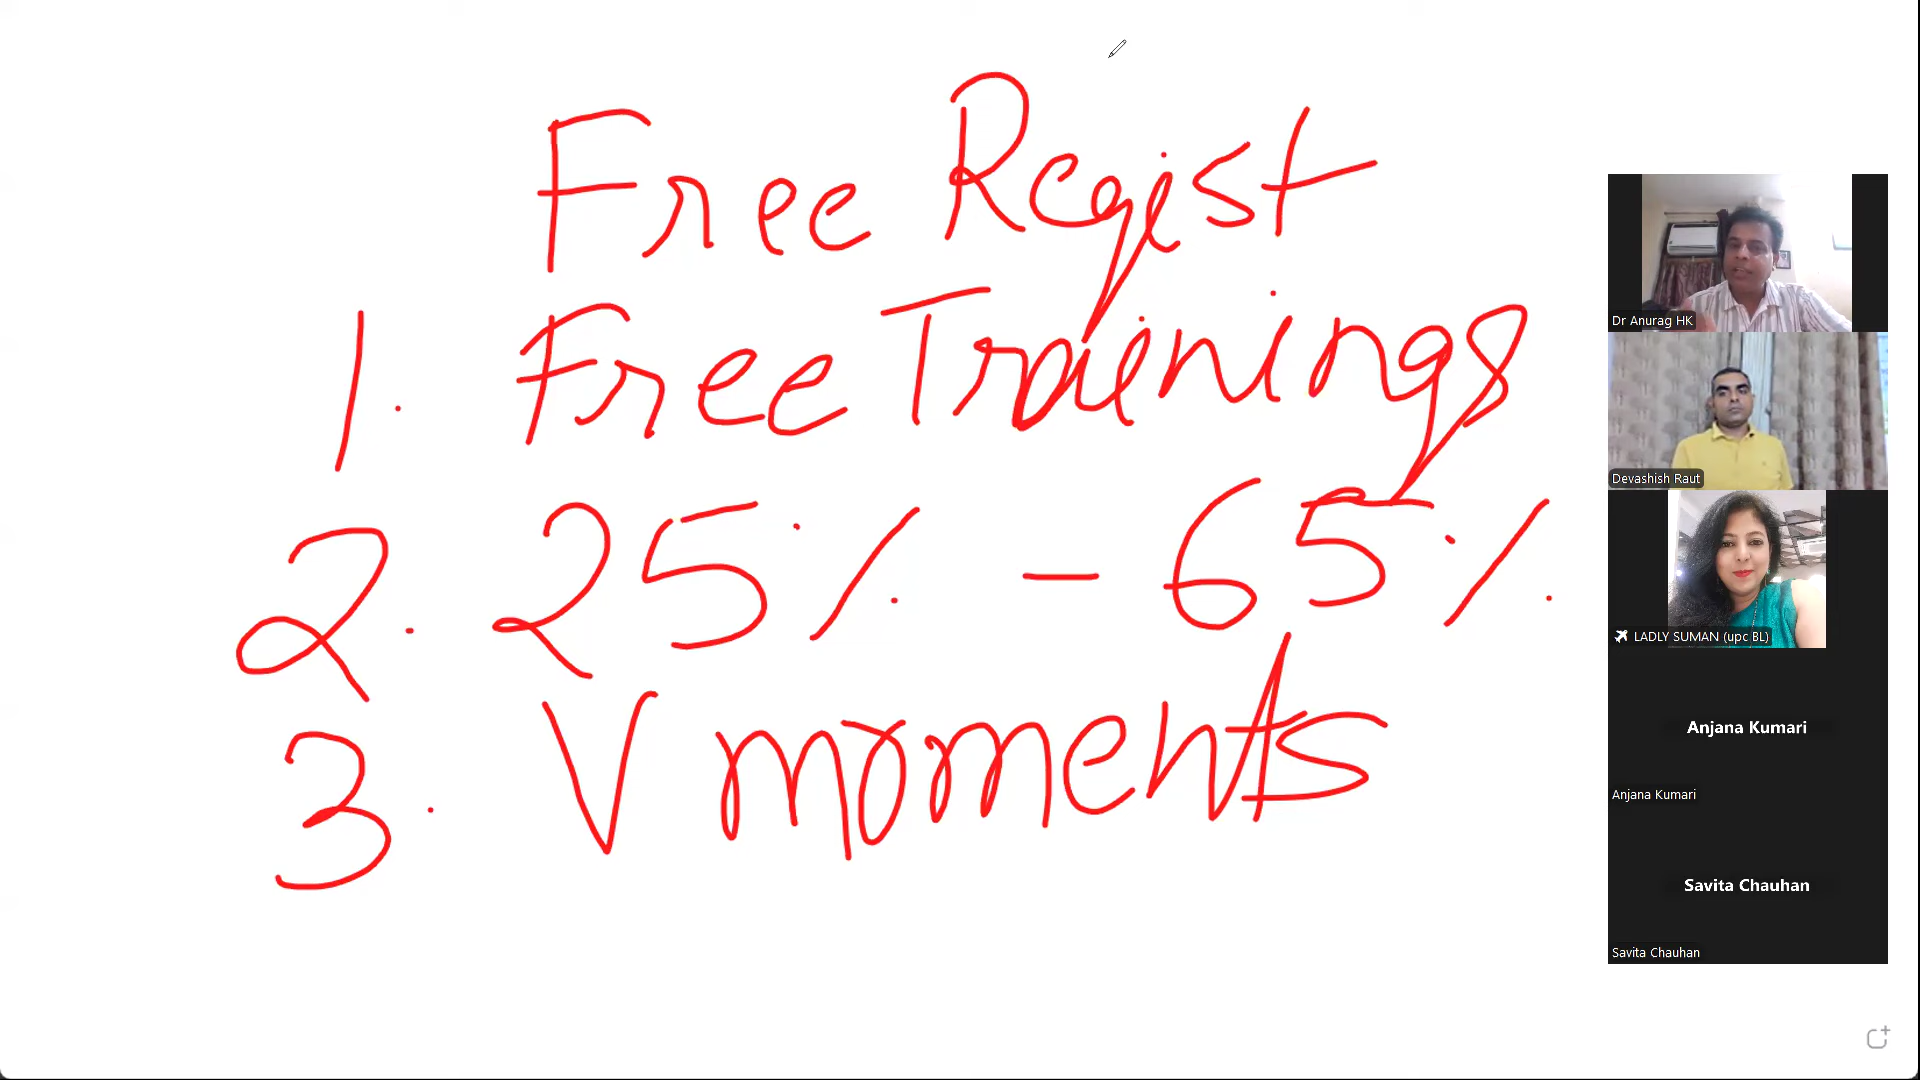 Free Regist
1. Free Trainings
2. 25% - 65%
3. V moments
Dr Anurag HK
Devashish Raut
LADLY SUMAN (upc BL)
Anjana Kumari
Anjana Kumari
Savita Chauhan
Savita Chauhan